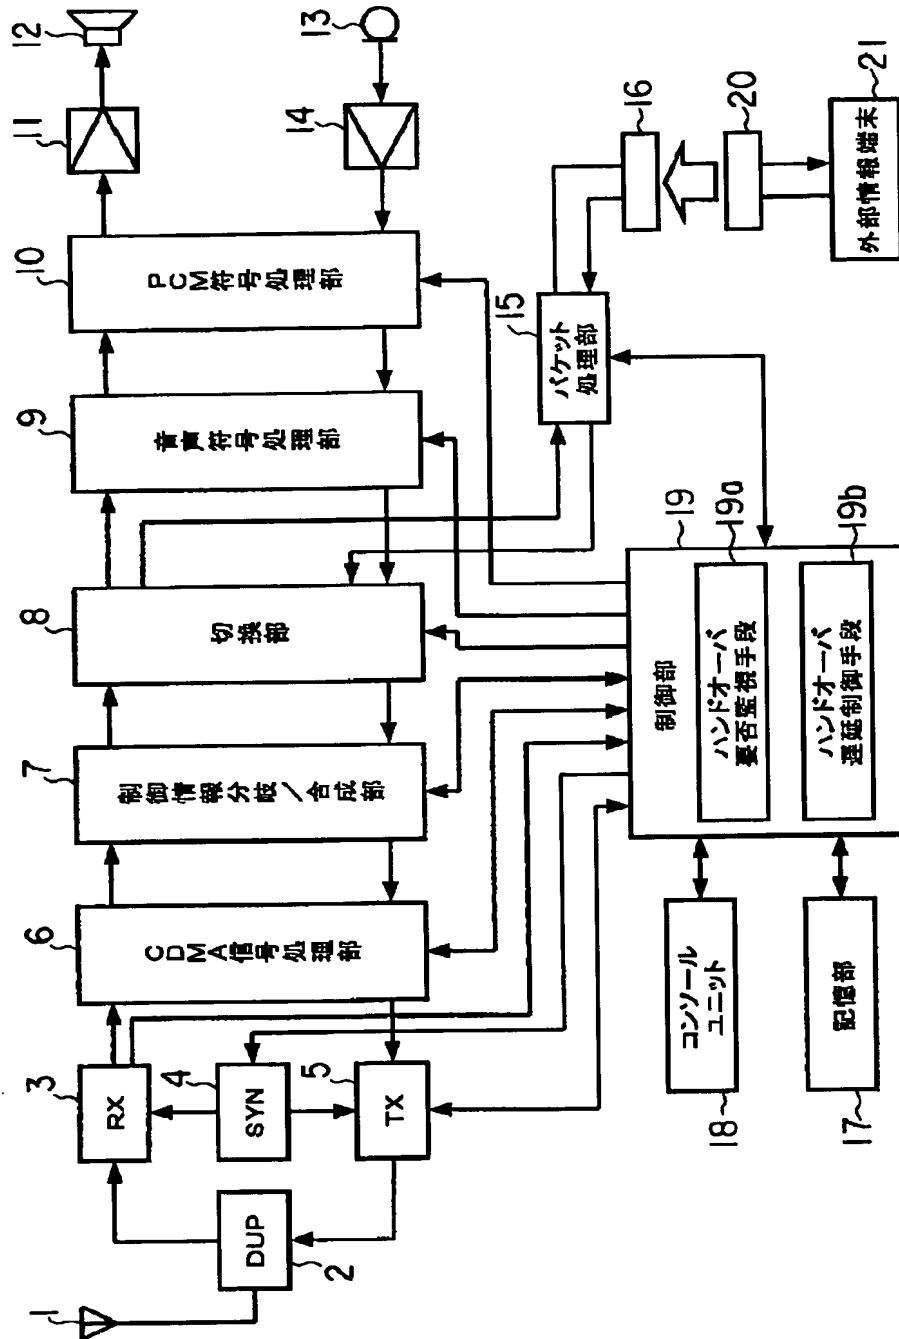 1
DUP
2
3
RX
4
SYN
5
TX
6
CDMA信号処理部
7
制御情報分岐/合成部
8
切換部
9
音声符号処理部
10
PCM符号処理部
11
12
13
14
15
パケット
処理部
16
20
21
外部情報端末
19
制御部
19a
ハンドオーバ
要否監視手段
19b
ハンドオーバ
遅延制御手段
コンソール
ユニット
18
記憶部
17